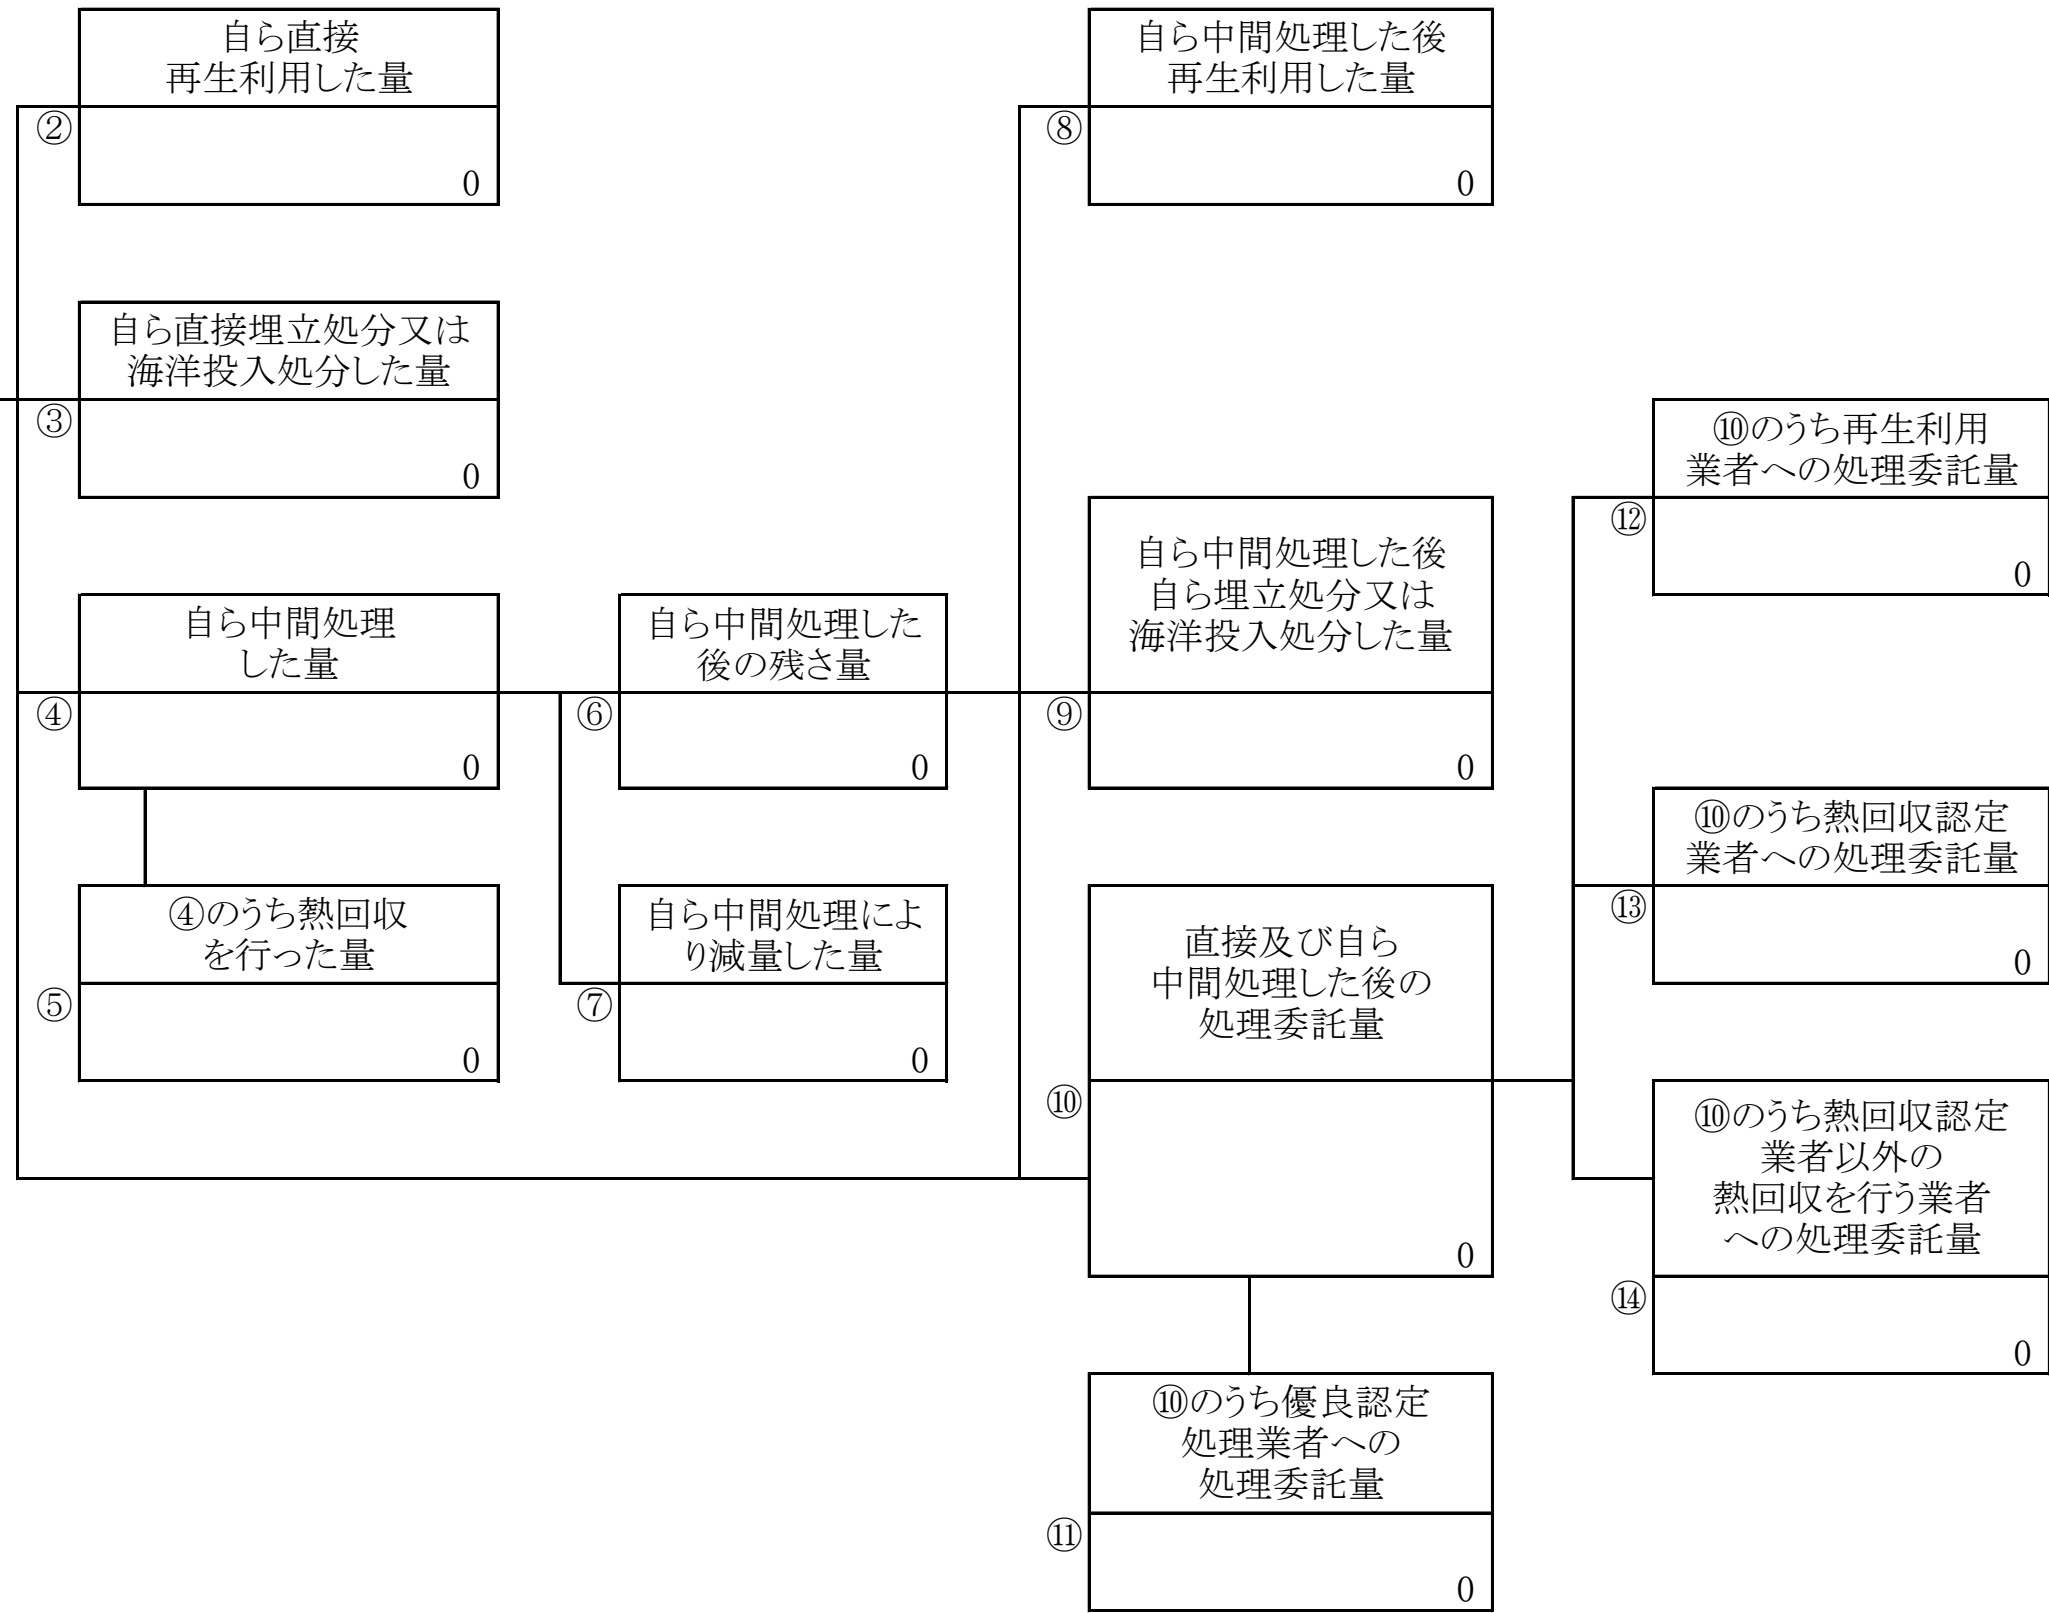 自ら直接
再生利用した量
②
0
自ら中間処理した後
再生利用した量
⑧
0
自ら直接埋立処分又は
海洋投入処分した量
③
0
⑩のうち再生利用
業者への処理委託量
⑫
0
自ら中間処理
した量
④
0
自ら中間処理した
後の残さ量
⑥
0
自ら中間処理した後
自ら埋立処分又は
海洋投入処分した量
⑨
0
⑩のうち熱回収認定
業者への処理委託量
⑬
0
④のうち熱回収
を行った量
⑤
0
自ら中間処理によ
り減量した量
⑦
0
直接及び自ら
中間処理した後の
処理委託量
⑩
0
⑩のうち熱回収認定
業者以外の
熱回収を行う業者
への処理委託量
⑭
0
⑩のうち優良認定
処理業者への
処理委託量
⑪
0